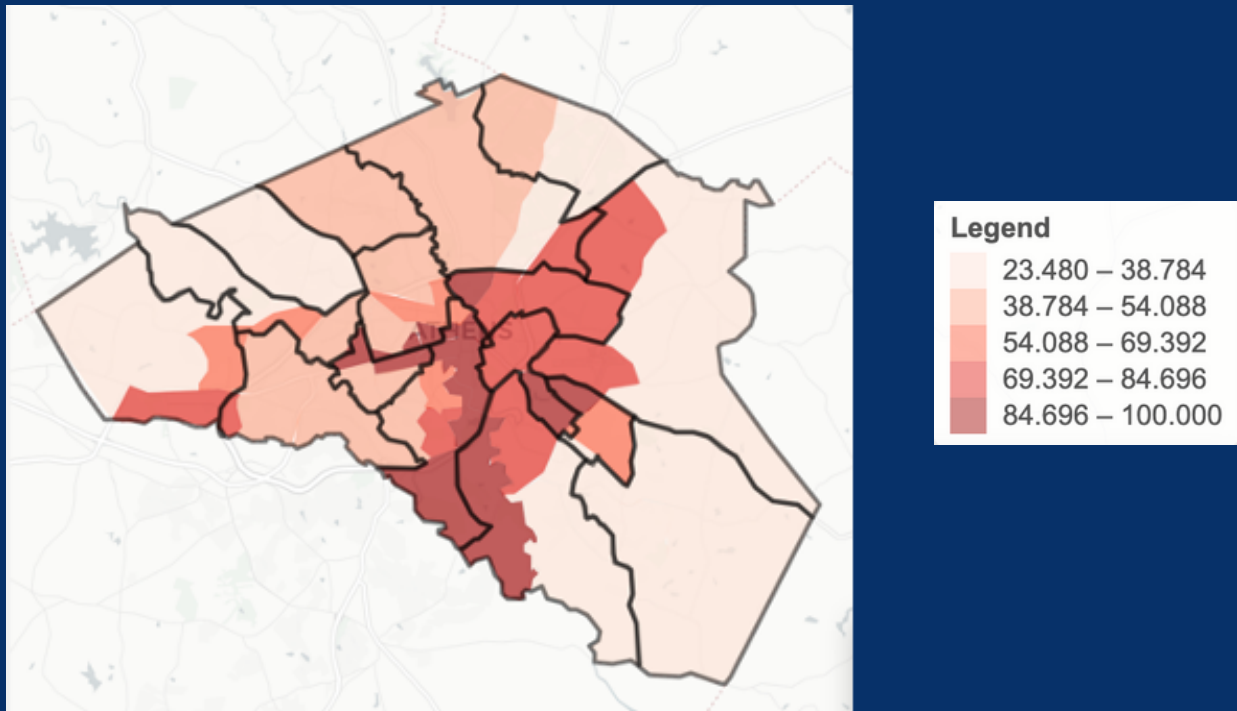 ATHENS
Legend
23.480 – 38.784
38.784 – 54.088
54.088 – 69.392
69.392 – 84.696
84.696 – 100.000